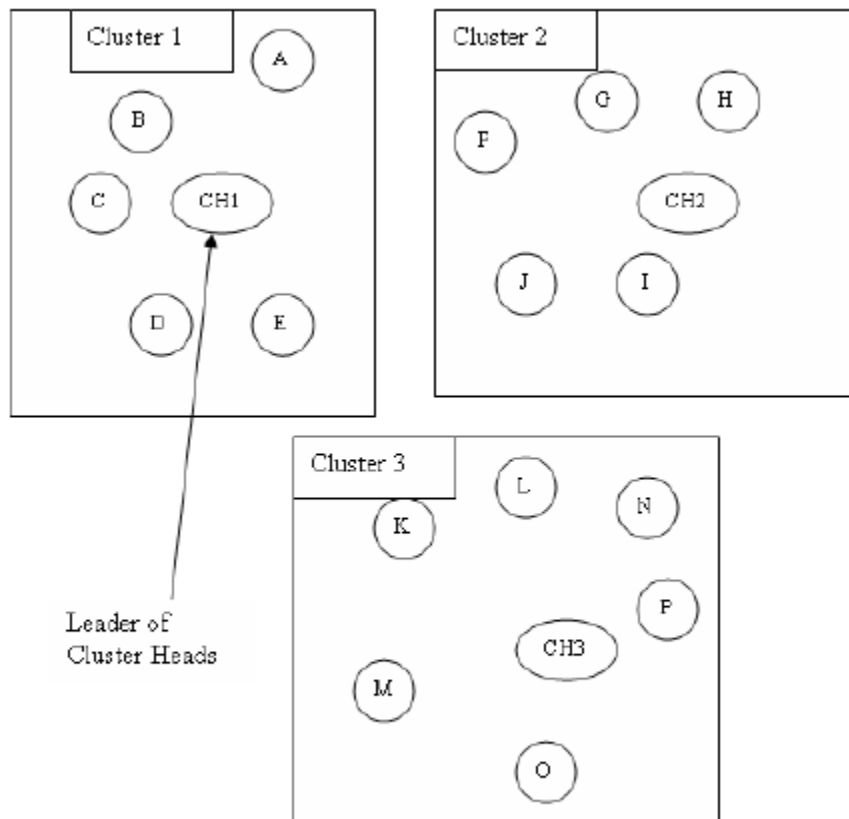 Cluster 1
A
B
C
CH1
D
E
Cluster 2
G
H
F
CH2
J
I
Cluster 3
L
N
K
P
CH3
M
O
Leader of
Cluster Heads